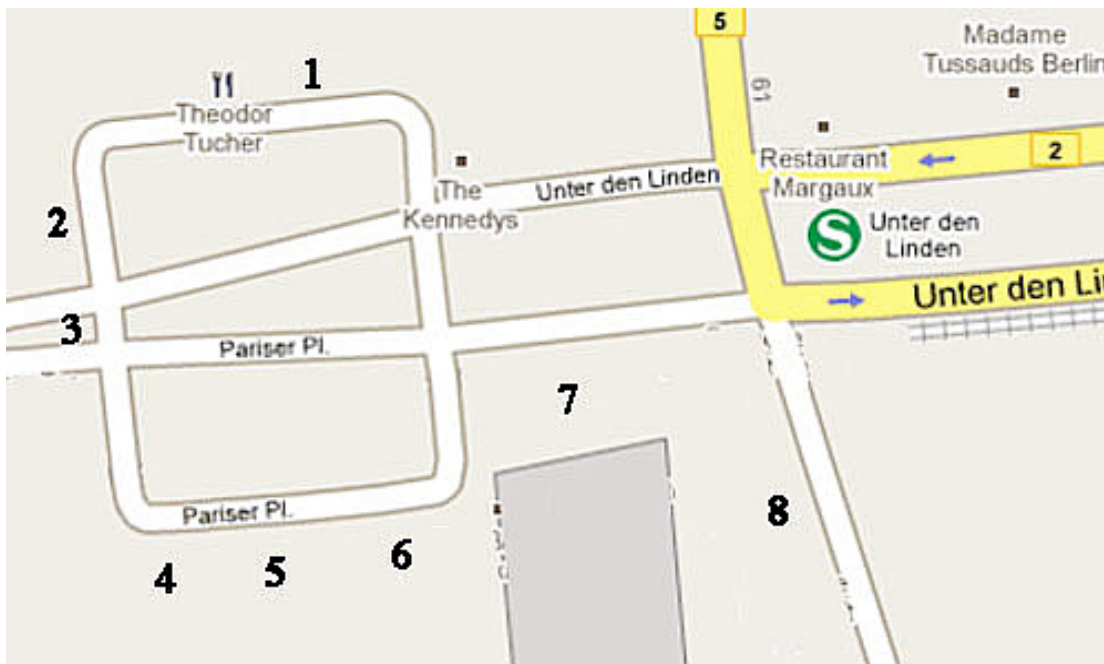 5
Madame
Tussauds Berlin
1
61
Theodor
Tucher
2
Restaurant
Margaux
The
Kennedys
Unter den Linden
2
Unter den
Linden
S
Unter den Li
3
Pariser Pl.
7
Pariser Pl.
8
4
5
6